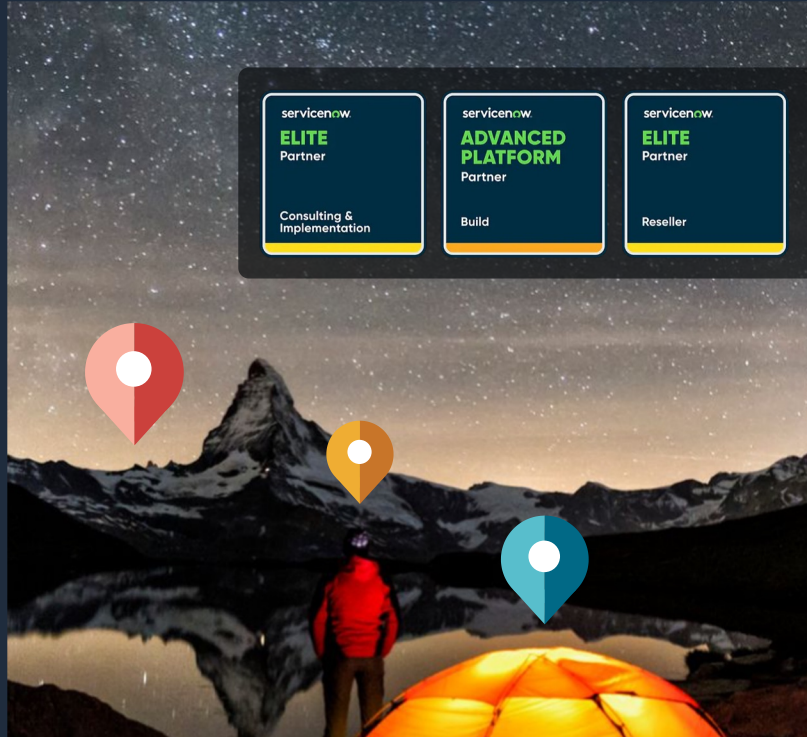 servicenow.
ELITE
Partner
Consulting &
Implementation
servicenow.
ADVANCED
PLATFORM
Partner
Build
servicenow.
ELITE
Partner
Reseller